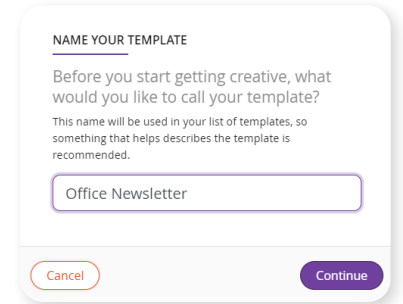 NAME YOUR TEMPLATE
Before you start getting creative, what
would you like to call your template?
This name will be used in your list of templates, so
something that helps describes the template is
recommended.
Office Newsletter
Cancel
Continue